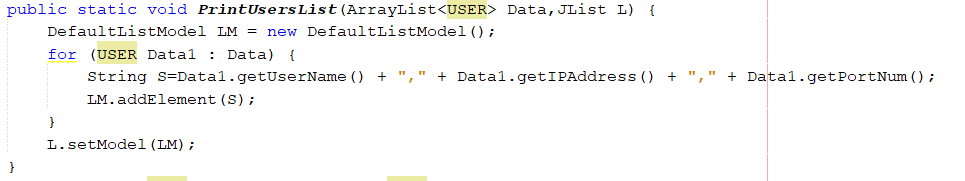 public static void PrintUsersList(ArrayList<USER> Data,JList L) {
    DefaultListModel LM = new DefaultListModel();
    for (USER Data1 : Data) {
        String S=Data1.getUserName() + "," + Data1.getIPAddress() + "," + Data1.getPortNum();
        LM.addElement(S);
    }
    L.setModel(LM);
}